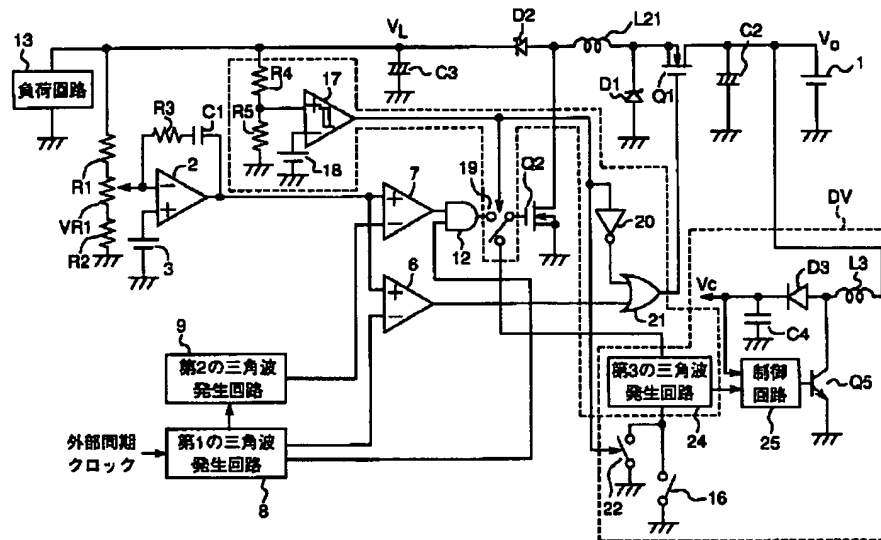 13
負荷回路
VL
D2
L21
C2
Vo
1
C3
R4
17
D1
Q1
R3
C1
R5
2
18
7
19
Q2
20
DV
R1
VR1
R2
3
12
6
21
Vc
D3
L3
C4
9
第2の三角波
発生回路
第3の三角波
発生回路
24
制御
回路
25
Q5
外部同期
クロック
第1の三角波
発生回路
8
22
16